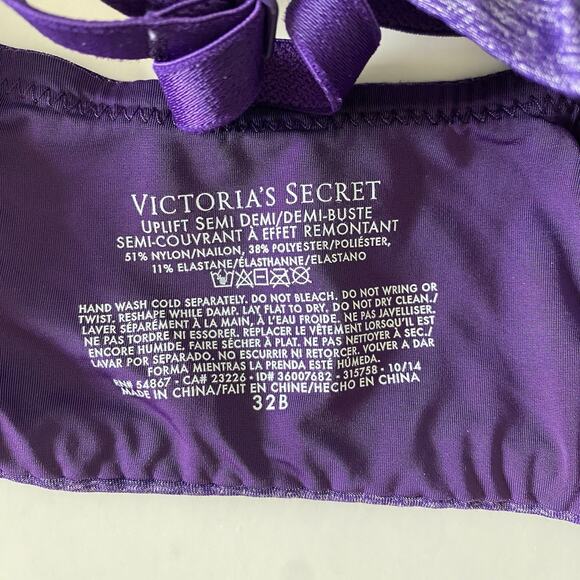 VICTORIA'S SECRET
UPLIFT SEMI DEMI/DEMI-BUSTE
SEMI-COUVRANT À EFFET REMONTANT
51% NYLON/NAILON, 38% POLYESTER/POLIÉSTER,
11% ELASTANE/ÉLASTHANNE/ELASTANO
HAND WASH COLD SEPARATELY. DO NOT BLEACH. DO NOT WRING OR
TWIST. RESHAPE WHILE DAMP. LAY FLAT TO DRY. DO NOT DRY CLEAN./
LAVER SÉPARÉMENT À LA MAIN, À L'EAU FROIDE. NE PAS JAVELLISER.
NE PAS TORDRE NI ESSORER. REPLACER LE VÊTEMENT LORSQU'IL EST
ENCORE HUMIDE. FAIRE SÉCHER À PLAT. NE PAS NETTOYER À SEC./
LAVAR POR SEPARADO. NO ESCURRIR NI RETORCER. VOLVER A DAR
FORMA MIENTRAS LA PRENDA ESTÉ HÚMEDA.
RN# 54867 • CA# 23226 • ID# 36007682 • 315758 • 10/14
MADE IN CHINA/FAIT EN CHINE/HECHO EN CHINA
32B